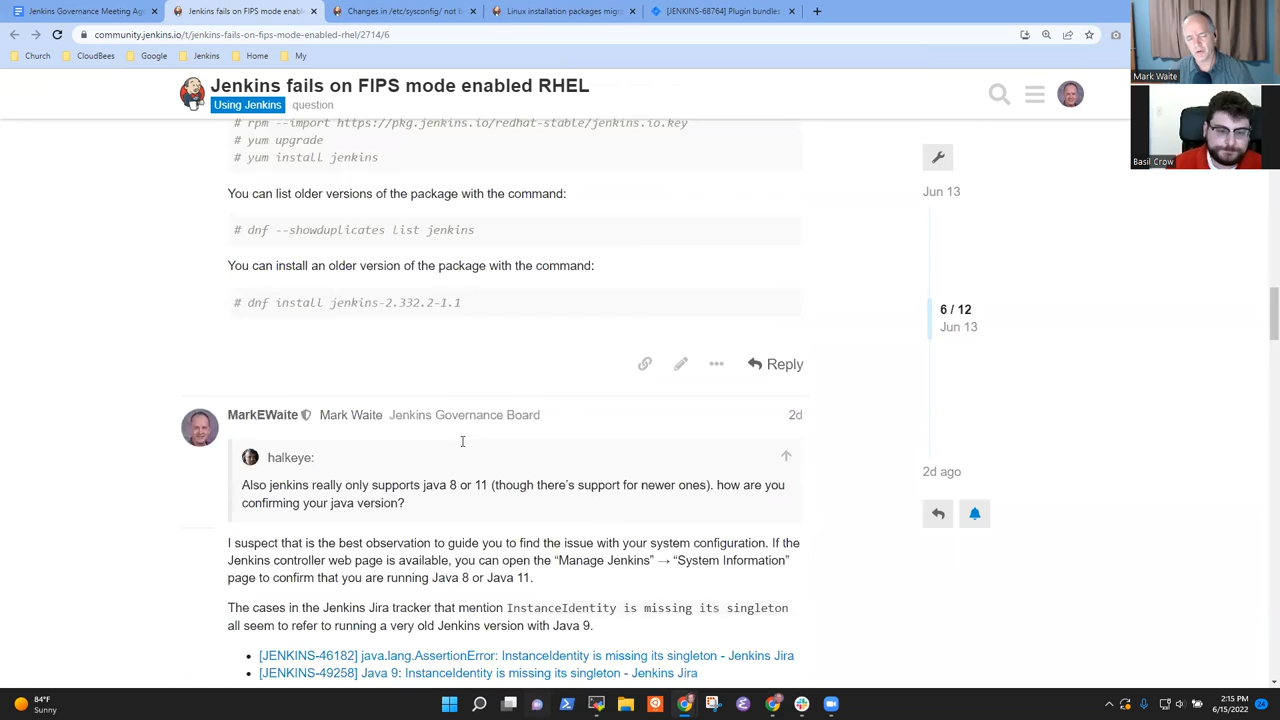 Jenkins Governance Meeting Ag
Jenkins fails on FIPS mode enabl
Changes in /etc/sysconfig/ not b
Linux installation packages migr
[JENKINS-68764] Plugin bundles
community.jenkins.io/t/jenkins-fails-on-fips-mode-enabled-rhel/2714/6
Church
CloudBees
Google
Jenkins
Home
My
Mark Waite
Basil Crow
Jenkins fails on FIPS mode enabled RHEL
Using Jenkins question
# rpm --import https://pkg.jenkins.io/redhat-stable/jenkins.io.key
# yum upgrade
# yum install jenkins
You can list older versions of the package with the command:
# dnf --showduplicates list jenkins
You can install an older version of the package with the command:
# dnf install jenkins-2.332.2-1.1
Reply
Jun 13
6 / 12
Jun 13
2d ago
MarkEWaite Mark Waite Jenkins Governance Board 2d
halkeye:
Also jenkins really only supports java 8 or 11 (though there's support for newer ones). how are you
confirming your java version?
I suspect that is the best observation to guide you to find the issue with your system configuration. If the
Jenkins controller web page is available, you can open the “Manage Jenkins” → “System Information”
page to confirm that you are running Java 8 or Java 11.
The cases in the Jenkins Jira tracker that mention InstanceIdentity is missing its singleton
all seem to refer to running a very old Jenkins version with Java 9.
• [JENKINS-46182] java.lang.AssertionError: InstanceIdentity is missing its singleton - Jenkins Jira
• [JENKINS-49258] Java 9: InstanceIdentity is missing its singleton - Jenkins Jira
84°F
Sunny
2:15 PM
6/15/2022
24